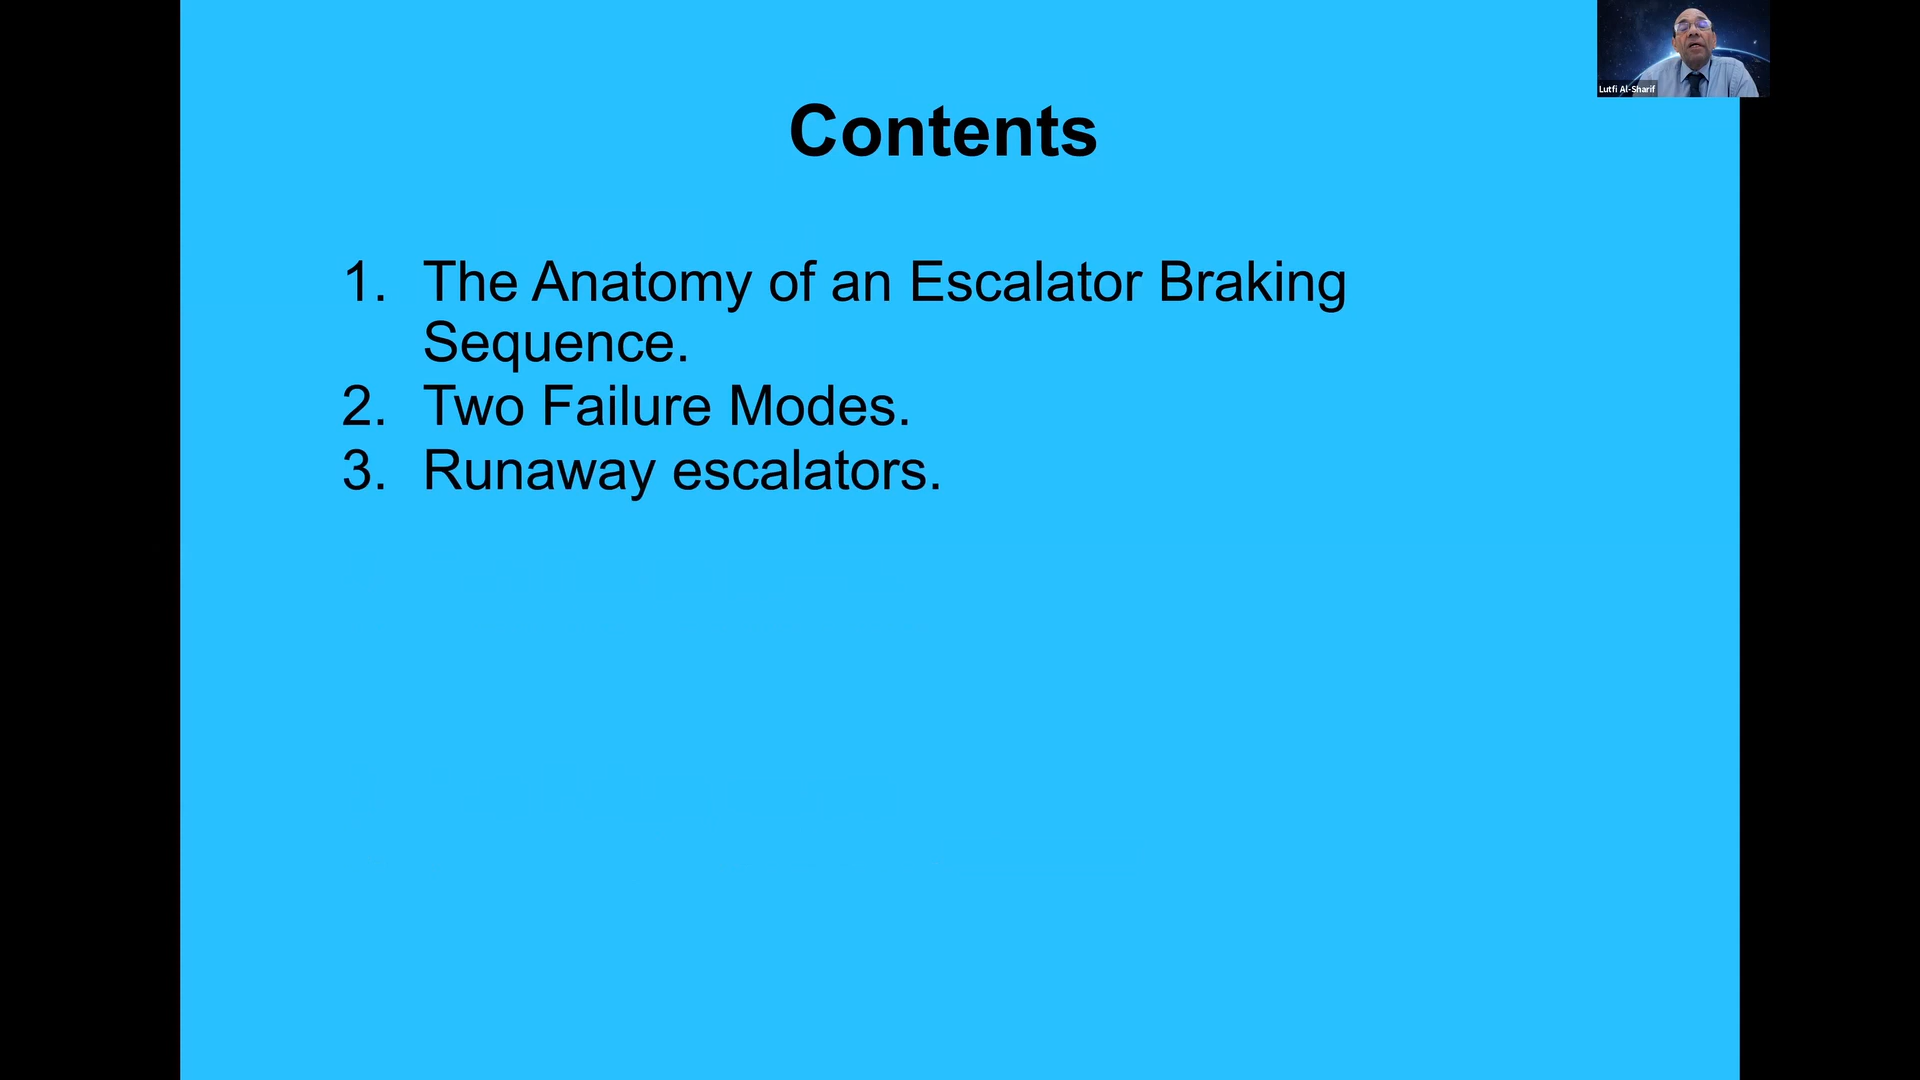 Lutfi Al-Sharif
Contents
1. The Anatomy of an Escalator Braking
Sequence.
2. Two Failure Modes.
3. Runaway escalators.